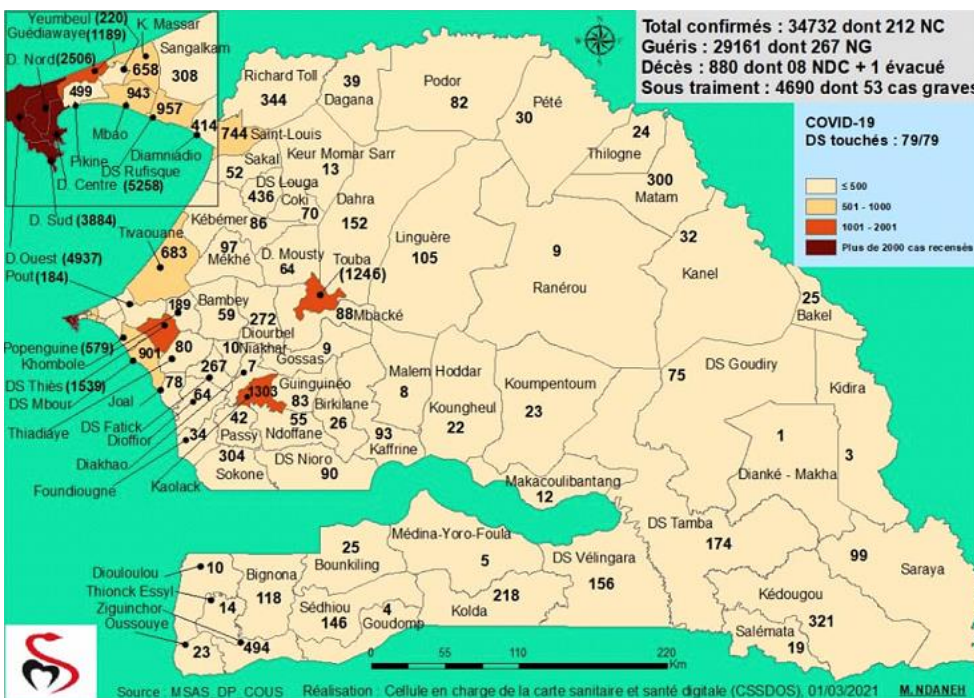 Total confirmés : 34732 dont 212 NC
Guéris : 29161 dont 267 NG
Décès : 880 dont 08 NDC + 1 évacué
Sous traiment : 4690 dont 53 cas graves
COVID-19
DS touchés : 79/79
≤ 500
501 - 1000
1001 - 2001
Plus de 2000 cas recensés
Yeumbeul (220)
Guédiawaye (1189)
K. Massar
658
Sangalkam
308
D. Nord (2506)
499
943
957
414
Mbao
Diamniadio
Pikine
DS Rufisque
D. Centre (5258)
D. Sud (3884)
D.Ouest (4937)
Richard Toll
344
39
Dagana
Podor
82
Pété
30
24
Thilogne
300
Matam
744
Saint-Louis
Sakal
52
Keur Momar Sarr
13
DS Louga
436
Coki
70
Dahra
152
Kébémer
86
Linguère
105
9
Ranérou
32
Kanel
25
Bakel
Tivaouane
683
97
Mékhé
D. Mousty
64
Touba
(1246)
88
Mbacké
Pout (184)
189
Bambey
59
272
Diourbel
Popenguine (579)
Khombole
901
80
10
Niakhar
9
Gossas
DS Thiès (1539)
DS Mbour
Joal
78
267
7
1303
Guinguinéo
83
Birkilane
26
Malem Hoddar
8
Koungheul
22
Koumpentoum
23
DS Goudiry
75
Kidira
3
1
Dianké - Makha
Thiadiaye
DS Fatick
64
Dioffior
42
Passy
55
Ndoffane
93
Kaffrine
Diakhao
34
304
Sokone
DS Nioro
90
Foundiougne
Kaolack
Makacoulibantang
12
DS Tamba
174
99
Saraya
Médina-Yoro-Foula
5
DS Vélingara
156
25
Bounkiling
Diouloulou
10
Bignona
118
Thionck Essyl
14
Ziguinchor
494
Oussouye
23
Sédhiou
146
4
Goudomp
218
Kolda
Kédougou
321
Salémata
19
0 55 110 220
Km
Source : MSAS_DP_COUS Réalisation : Cellule en charge de la carte sanitaire et santé digitale (CSSDOS), 01/03/2021 M. NDANEH